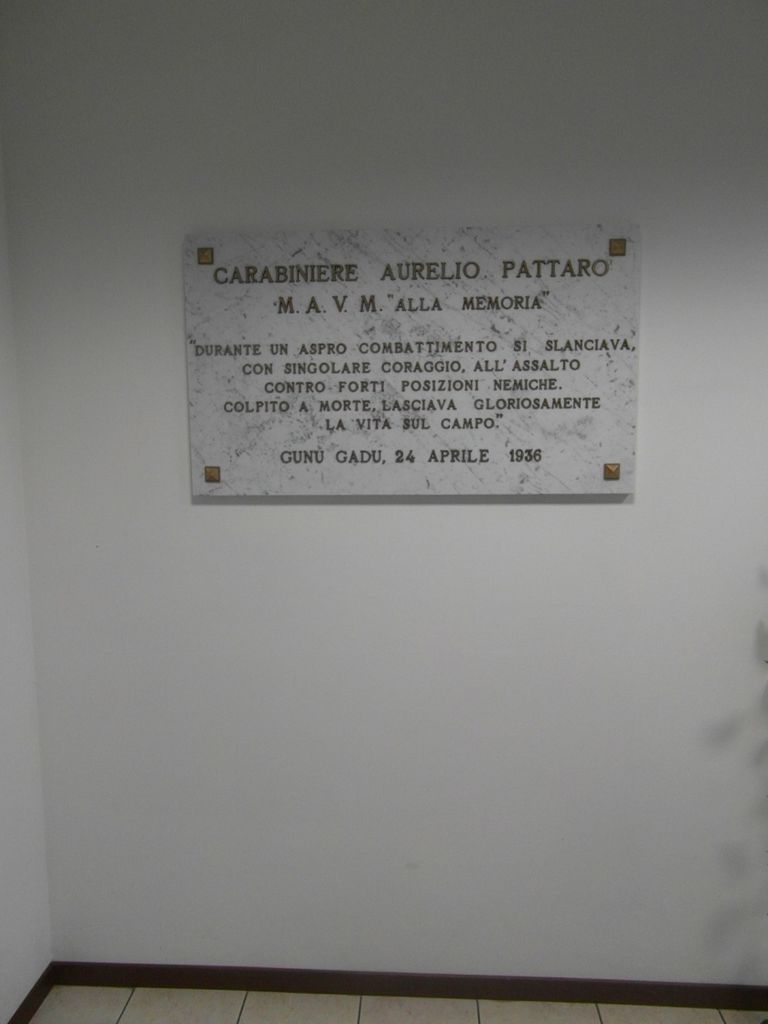 CARABINIERE AURELIO PATTARO
M.A.V.M. "ALLA MEMORIA"
"DURANTE UN ASPRO COMBATTIMENTO SI SLANCIAVA,
CON SINGOLARE CORAGGIO, ALL'ASSALTO
CONTRO FORTI POSIZIONI NEMICHE.
COLPITO A MORTE, LASCIAVA GLORIOSAMENTE
LA VITA SUL CAMPO."
GUNU GADU, 24 APRILE 1936